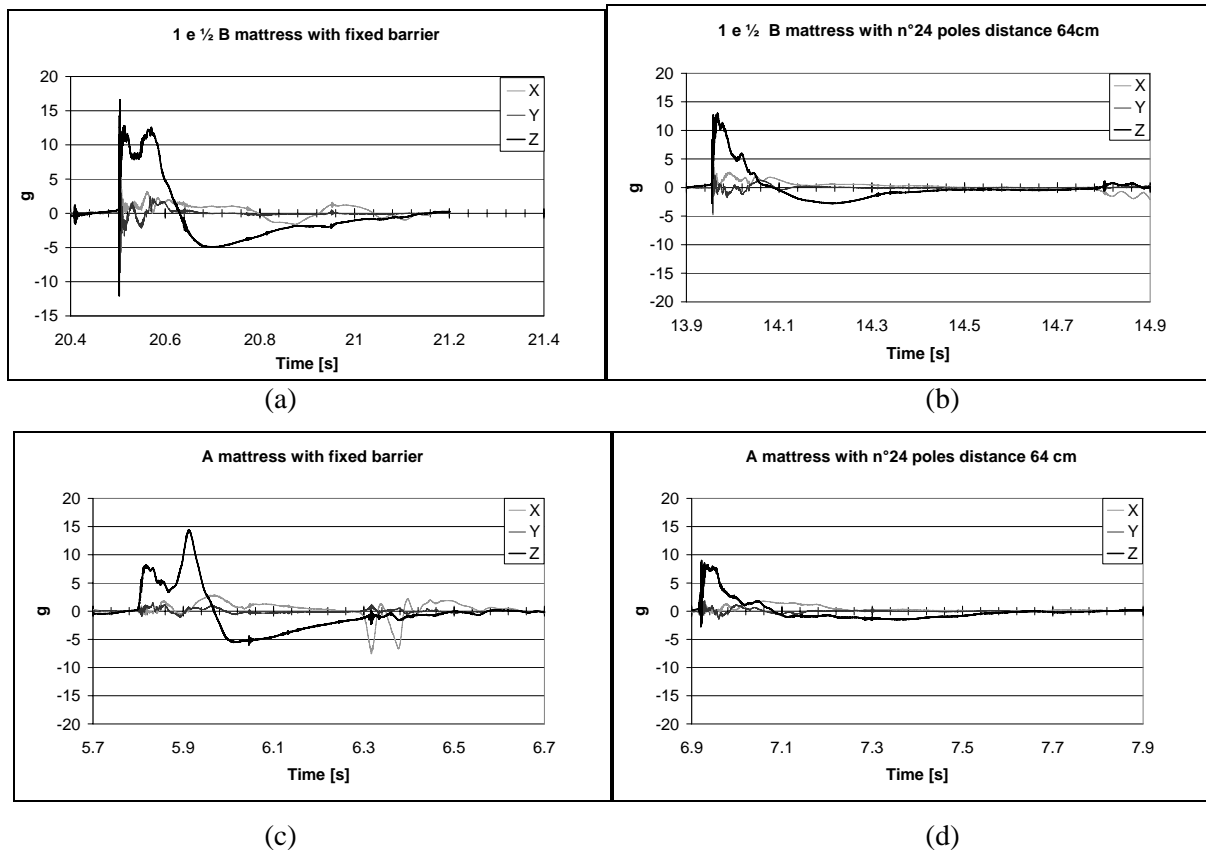 1 e ½ B mattress with fixed barrier
20
15
10
5
0
-5
-10
-15
g
X
Y
Z
20.4 20.6 20.8 21 21.2 21.4
Time [s]
(a)
1 e ½ B mattress with n°24 poles distance 64cm
20
15
10
5
0
-5
-10
-15
-20
g
X
Y
Z
13.9 14.1 14.3 14.5 14.7 14.9
Time [s]
(b)
A mattress with fixed barrier
20
15
10
5
0
-5
-10
-15
-20
g
X
Y
Z
5.7 5.9 6.1 6.3 6.5 6.7
Time [s]
(c)
A mattress with n°24 poles distance 64 cm
20
15
10
5
0
-5
-10
-15
-20
g
X
Y
Z
6.9 7.1 7.3 7.5 7.7 7.9
Time [s]
(d)